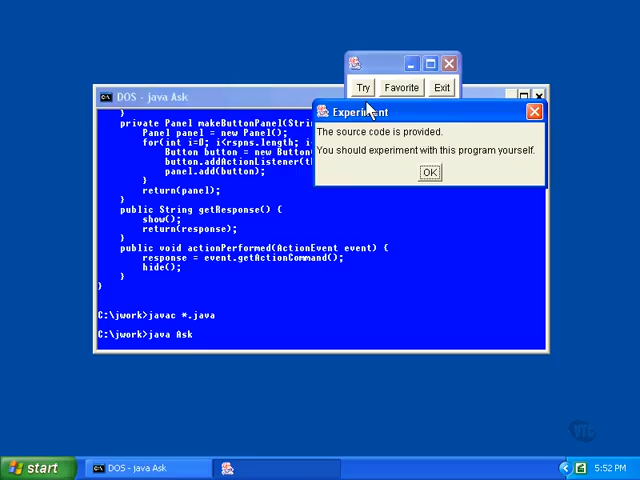 Try Favorite Exit
DOS - java Ask
Experiment
The source code is provided.
You should experiment with this program yourself.
OK
}
private Panel makeButtonPanel(Stri
Panel panel = new Panel();
for(int i=0; i<rspns.length; i
Button button = new Button
button.addActionListener(th
panel.add(button);
}
return(panel);
}
public String getResponse() {
show();
return(response);
}
public void actionPerformed(ActionEvent event) {
response = event.getActionCommand();
hide();
}
}
C:\jwork>javac *.java
C:\jwork>java Ask
VTC
start DOS - java Ask 5:52 PM